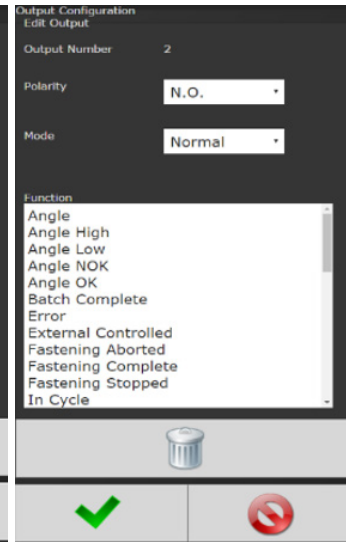 Output Configuration
Edit Output
Output Number 2
Polarity N.O.
Mode Normal
Function
Angle
Angle High
Angle Low
Angle NOK
Angle OK
Batch Complete
Error
External Controlled
Fastening Aborted
Fastening Complete
Fastening Stopped
In Cycle